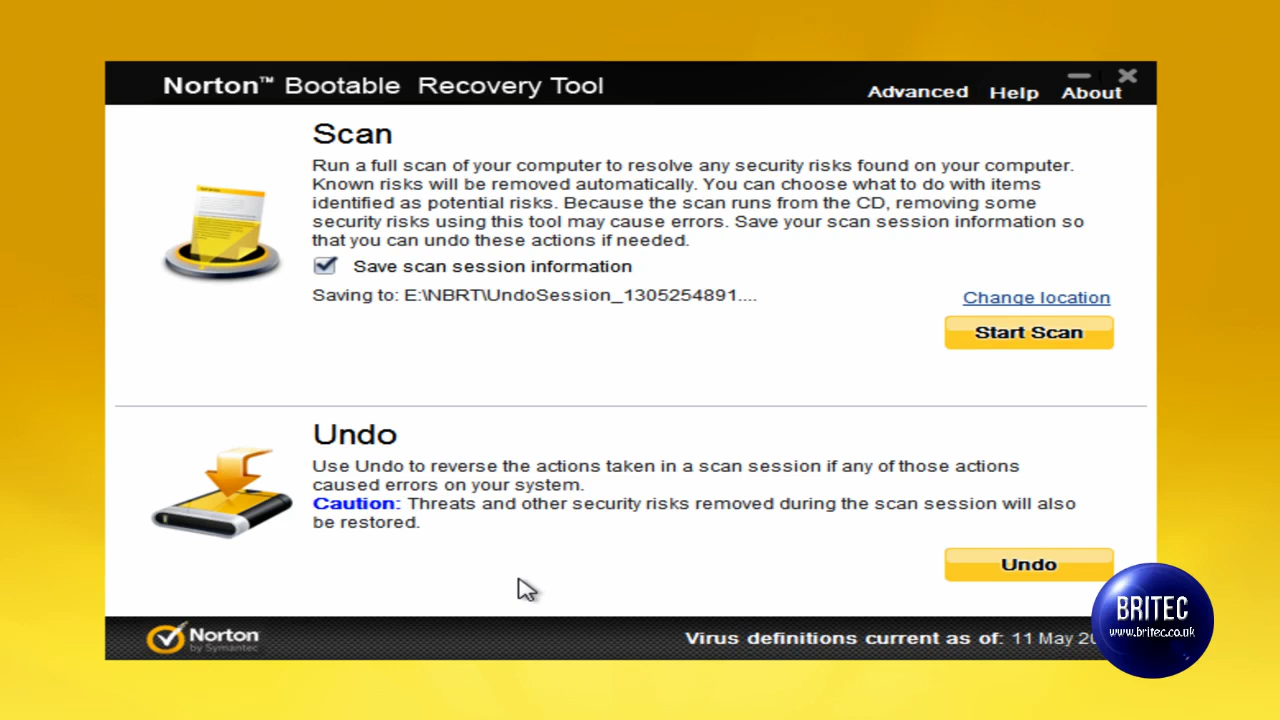 Norton™ Bootable Recovery Tool
Advanced Help About
Scan
Run a full scan of your computer to resolve any security risks found on your computer.
Known risks will be removed automatically. You can choose what to do with items
identified as potential risks. Because the scan runs from the CD, removing some
security risks using this tool may cause errors. Save your scan session information so
that you can undo these actions if needed.
Save scan session information
Saving to: E:\NBRT\UndoSession_1305254891....
Change location
Start Scan
Undo
Use Undo to reverse the actions taken in a scan session if any of those actions
caused errors on your system.
Caution: Threats and other security risks removed during the scan session will also
be restored.
Undo
Norton
by Symantec
Virus definitions current as of: 11 May
BRITEC
www.britec.co.uk